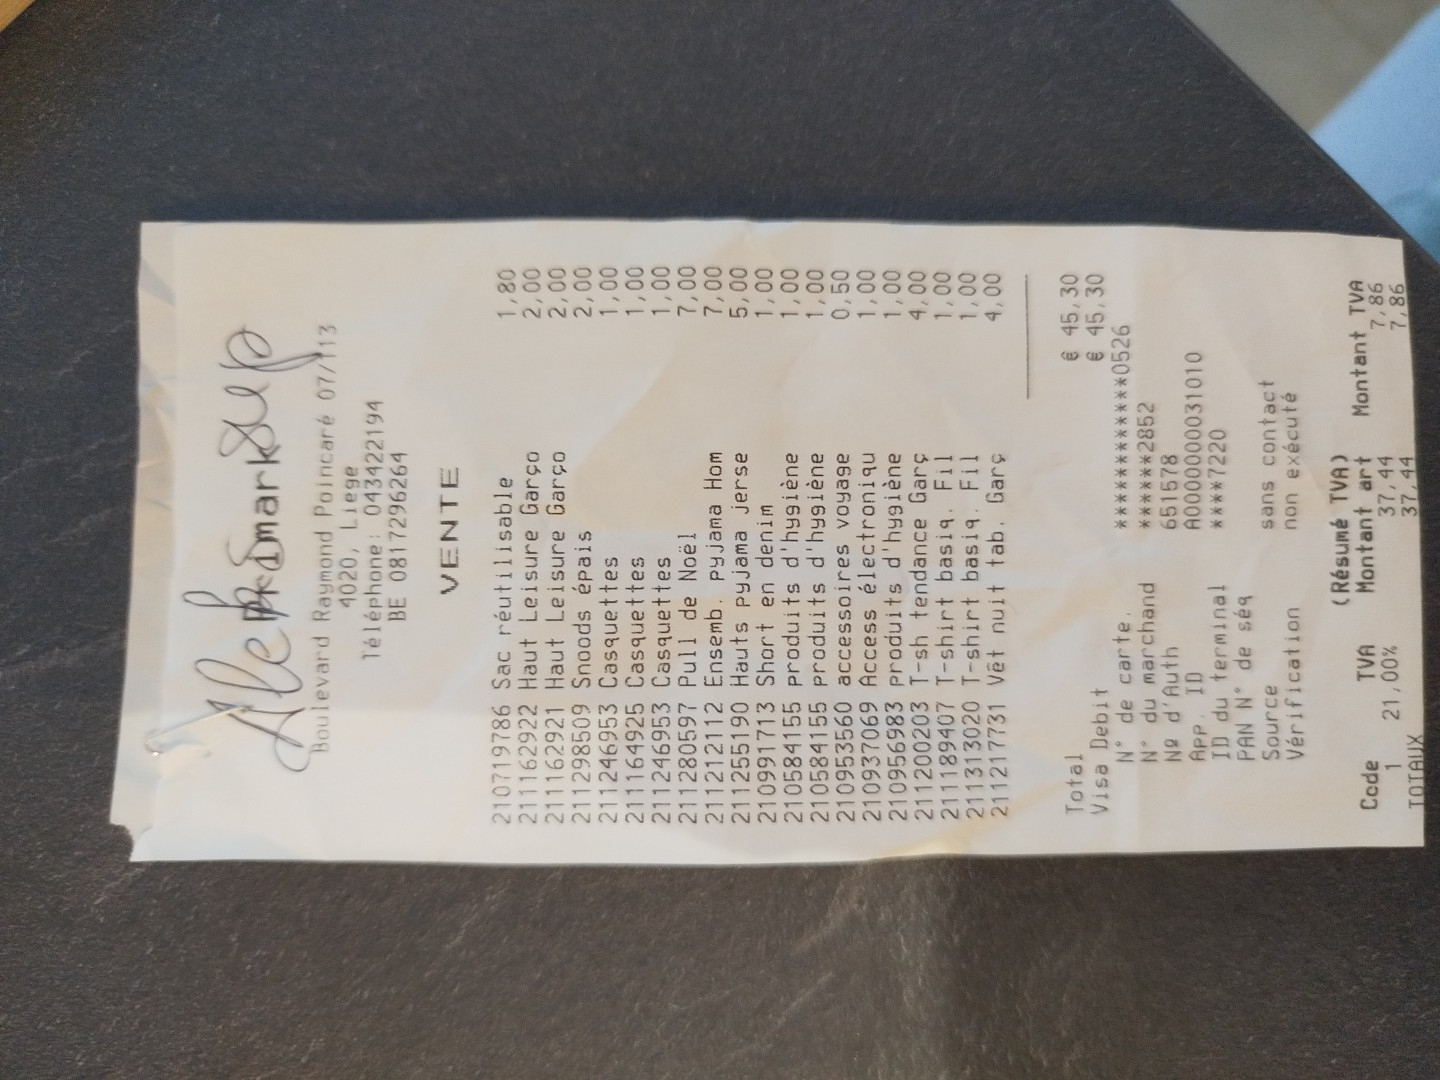 Primark
Boulevard Raymond Poincaré 07/113
4020, Liege
Téléphone: 043422194
BE 0817296264
VENTE
210719786 Sac réutilisable 1,80
211162922 Haut Leisure Garço 2,00
211162921 Haut Leisure Garço 2,00
211298509 Snoods épais 2,00
211246953 Casquettes 1,00
211164925 Casquettes 1,00
211246953 Casquettes 1,00
211280597 Pull de Noël 7,00
211212112 Ensemb. pyjama Hom 7,00
211255190 Hauts pyjama jerse 5,00
210991713 Short en denim 1,00
210584155 produits d'hygiène 1,00
210584155 produits d'hygiène 1,00
210953560 accessoires voyage 0,50
210937069 Access électroniqu 1,00
210956983 produits d'hygiène 1,00
211200203 T-sh tendance Garç 4,00
211189407 T-shirt basiq. Fil 1,00
211313020 T-shirt basiq. Fil 1,00
211217731 Vêt nuit tab. Garç 4,00
Total € 45,30
Visa Debit € 45,30
N° de carte. ************0526
N° du marchand ******2852
Nº d'Auth 651578
App. ID A0000000031010
ID du terminal ****7220
PAN N° de séq
Source sans contact
Vérification non exécuté
(Résumé TVA)
Code TVA Montant art Montant TVA
1 21,00% 37,44 7,86
TOTAUX 37,44 7,86